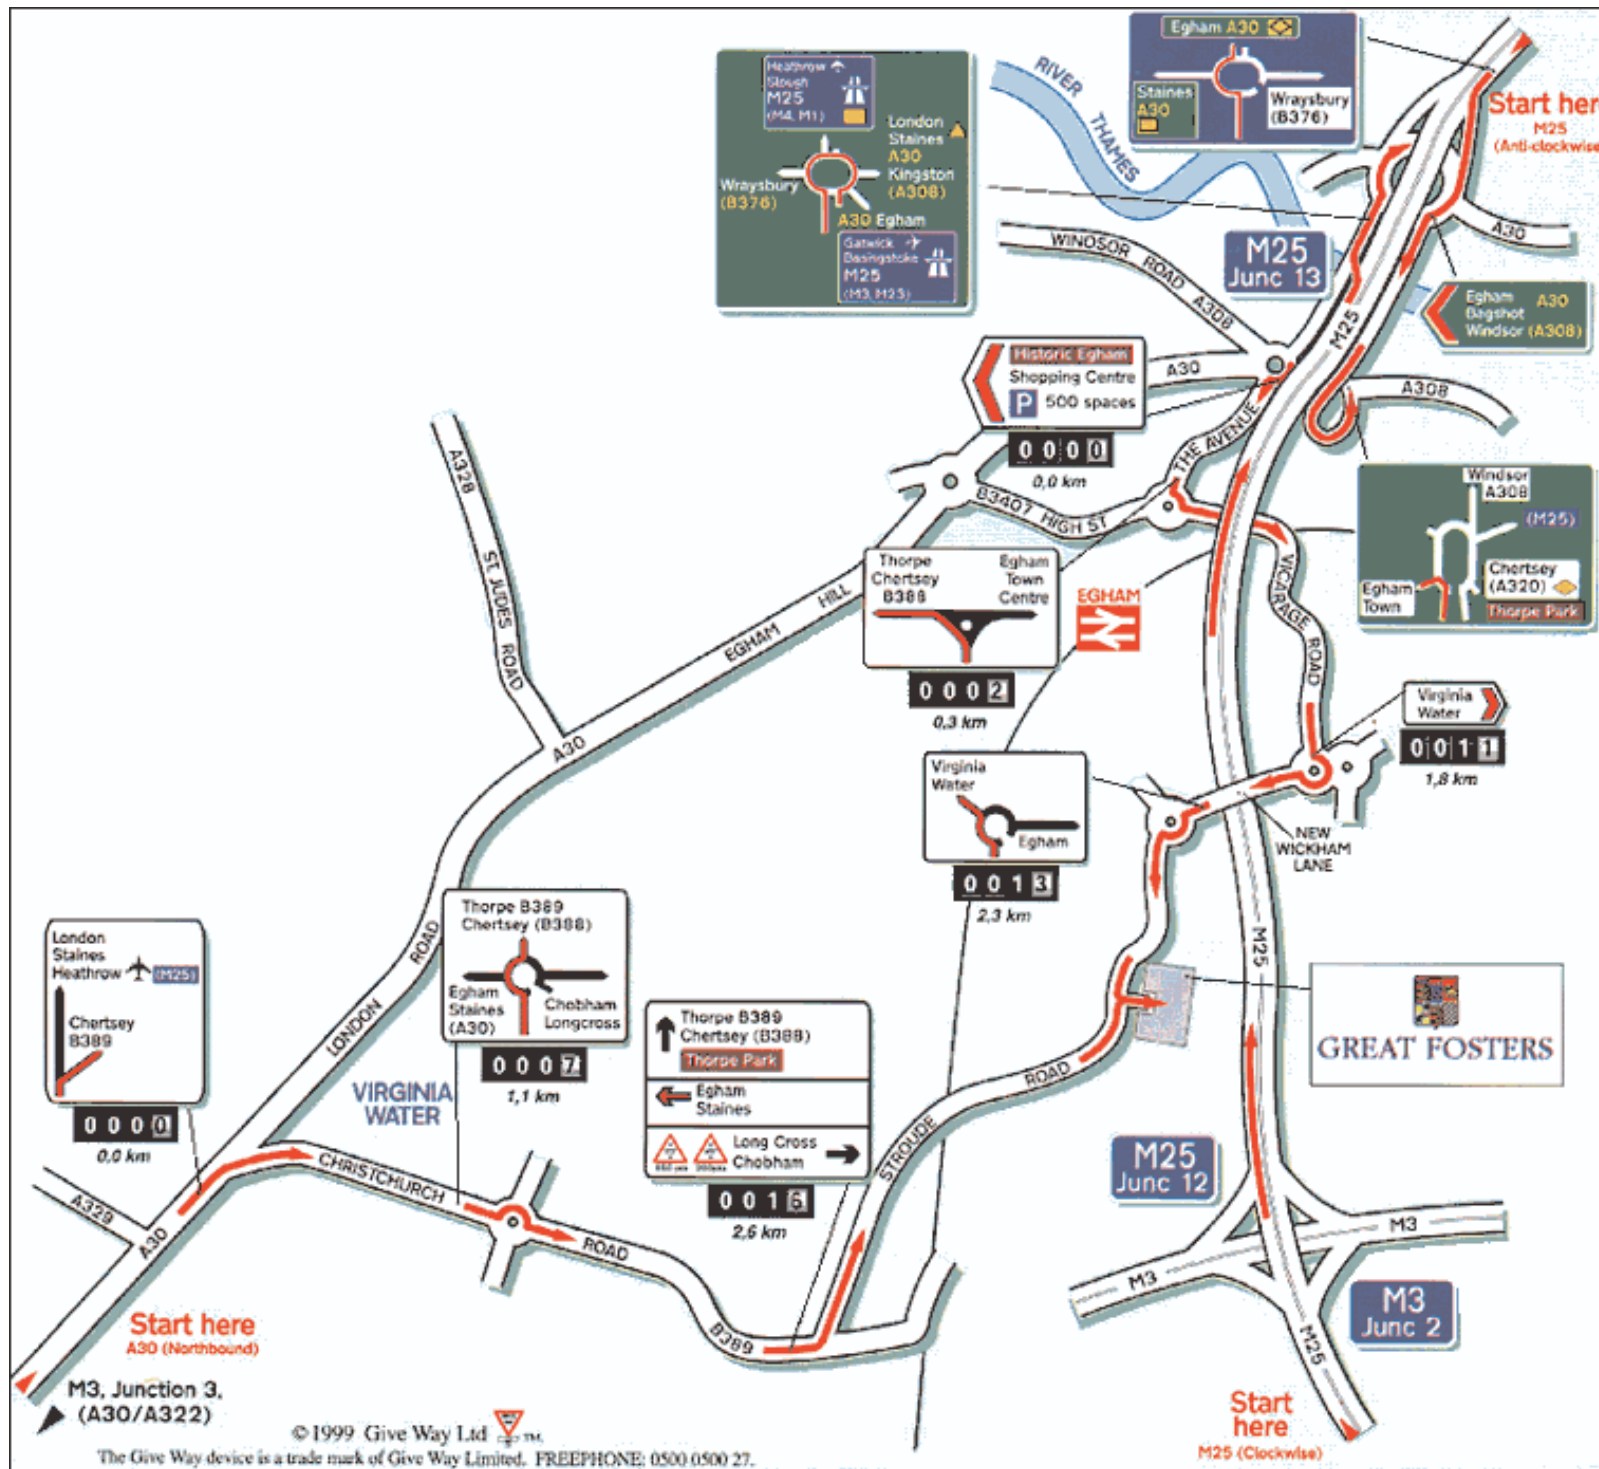 Egham A30
Staines
A30
Wraysbury
(B376)
Heathrow
Slough
M25
(M4, M1)
London
Staines
A30
Kingston
(A308)
Wraysbury
(B376)
A30 Egham
Gatwick
Basingstoke
M25
(M3, M23)
RIVER
THAMES
Start here
M25
(Anti-clockwise
A30
WINDSOR ROAD A308
M25
Junc 13
M25
Egham A30
Bagshot
Windsor (A308)
Historic Egham
Shopping Centre
P 500 spaces
0 0 0 0
0,0 km
A30
A308
THE AVENUE
B3407 HIGH ST
Windsor
A308
(M25)
Chertsey
(A320)
Egham
Town
Thorpe Park
A328
ST. JUDES ROAD
EGHAM HILL
A30
Thorpe
Chertsey
B388
Egham
Town
Centre
0 0 0 2
0,3 km
EGHAM
VICARAGE ROAD
Virginia
Water
0 0 1 1
1,8 km
Virginia
Water
Egham
0 0 1 3
2,3 km
NEW
WICKHAM
LANE
M25
London
Staines
Heathrow (M25)
Chertsey
B389
0 0 0 0
0,0 km
Thorpe B389
Chertsey (B388)
Egham
Staines
(A30)
Chobham
Longcross
0 0 0 7
1,1 km
Thorpe B389
Chertsey (B388)
Thorpe Park
Egham
Staines
Long Cross
Chobham
0 0 1 6
2,6 km
LONDON ROAD
VIRGINIA
WATER
STROUDE ROAD
GREAT FOSTERS
CHRISTCHURCH ROAD
B389
A329
A30
M25
Junc 12
M3
M3
M3
Junc 2
M25
Start here
A30 (Northbound)
M3, Junction 3,
(A30/A322)
Start
here
M25 (Clockwise)
© 1999 Give Way Ltd TM.
The Give Way device is a trade mark of Give Way Limited. FREEPHONE: 0500 0500 27.